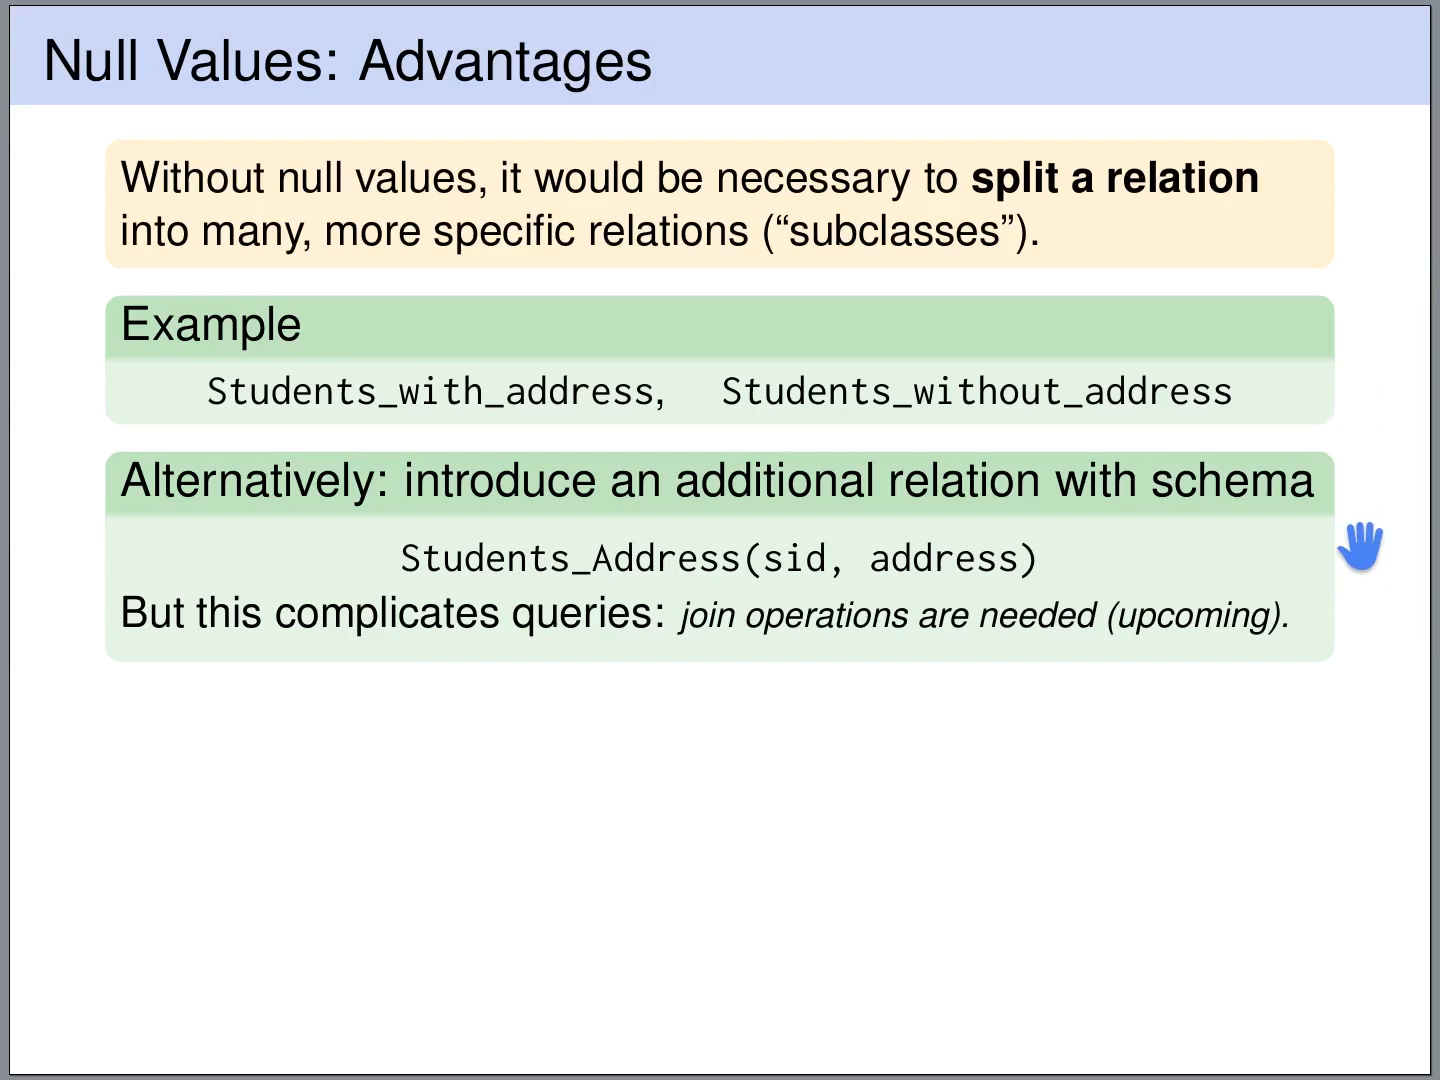 Null Values: Advantages
Without null values, it would be necessary to split a relation
into many, more specific relations (“subclasses”).
Example
Students_with_address, Students_without_address
Alternatively: introduce an additional relation with schema
Students_Address(sid, address)
But this complicates queries: join operations are needed (upcoming).